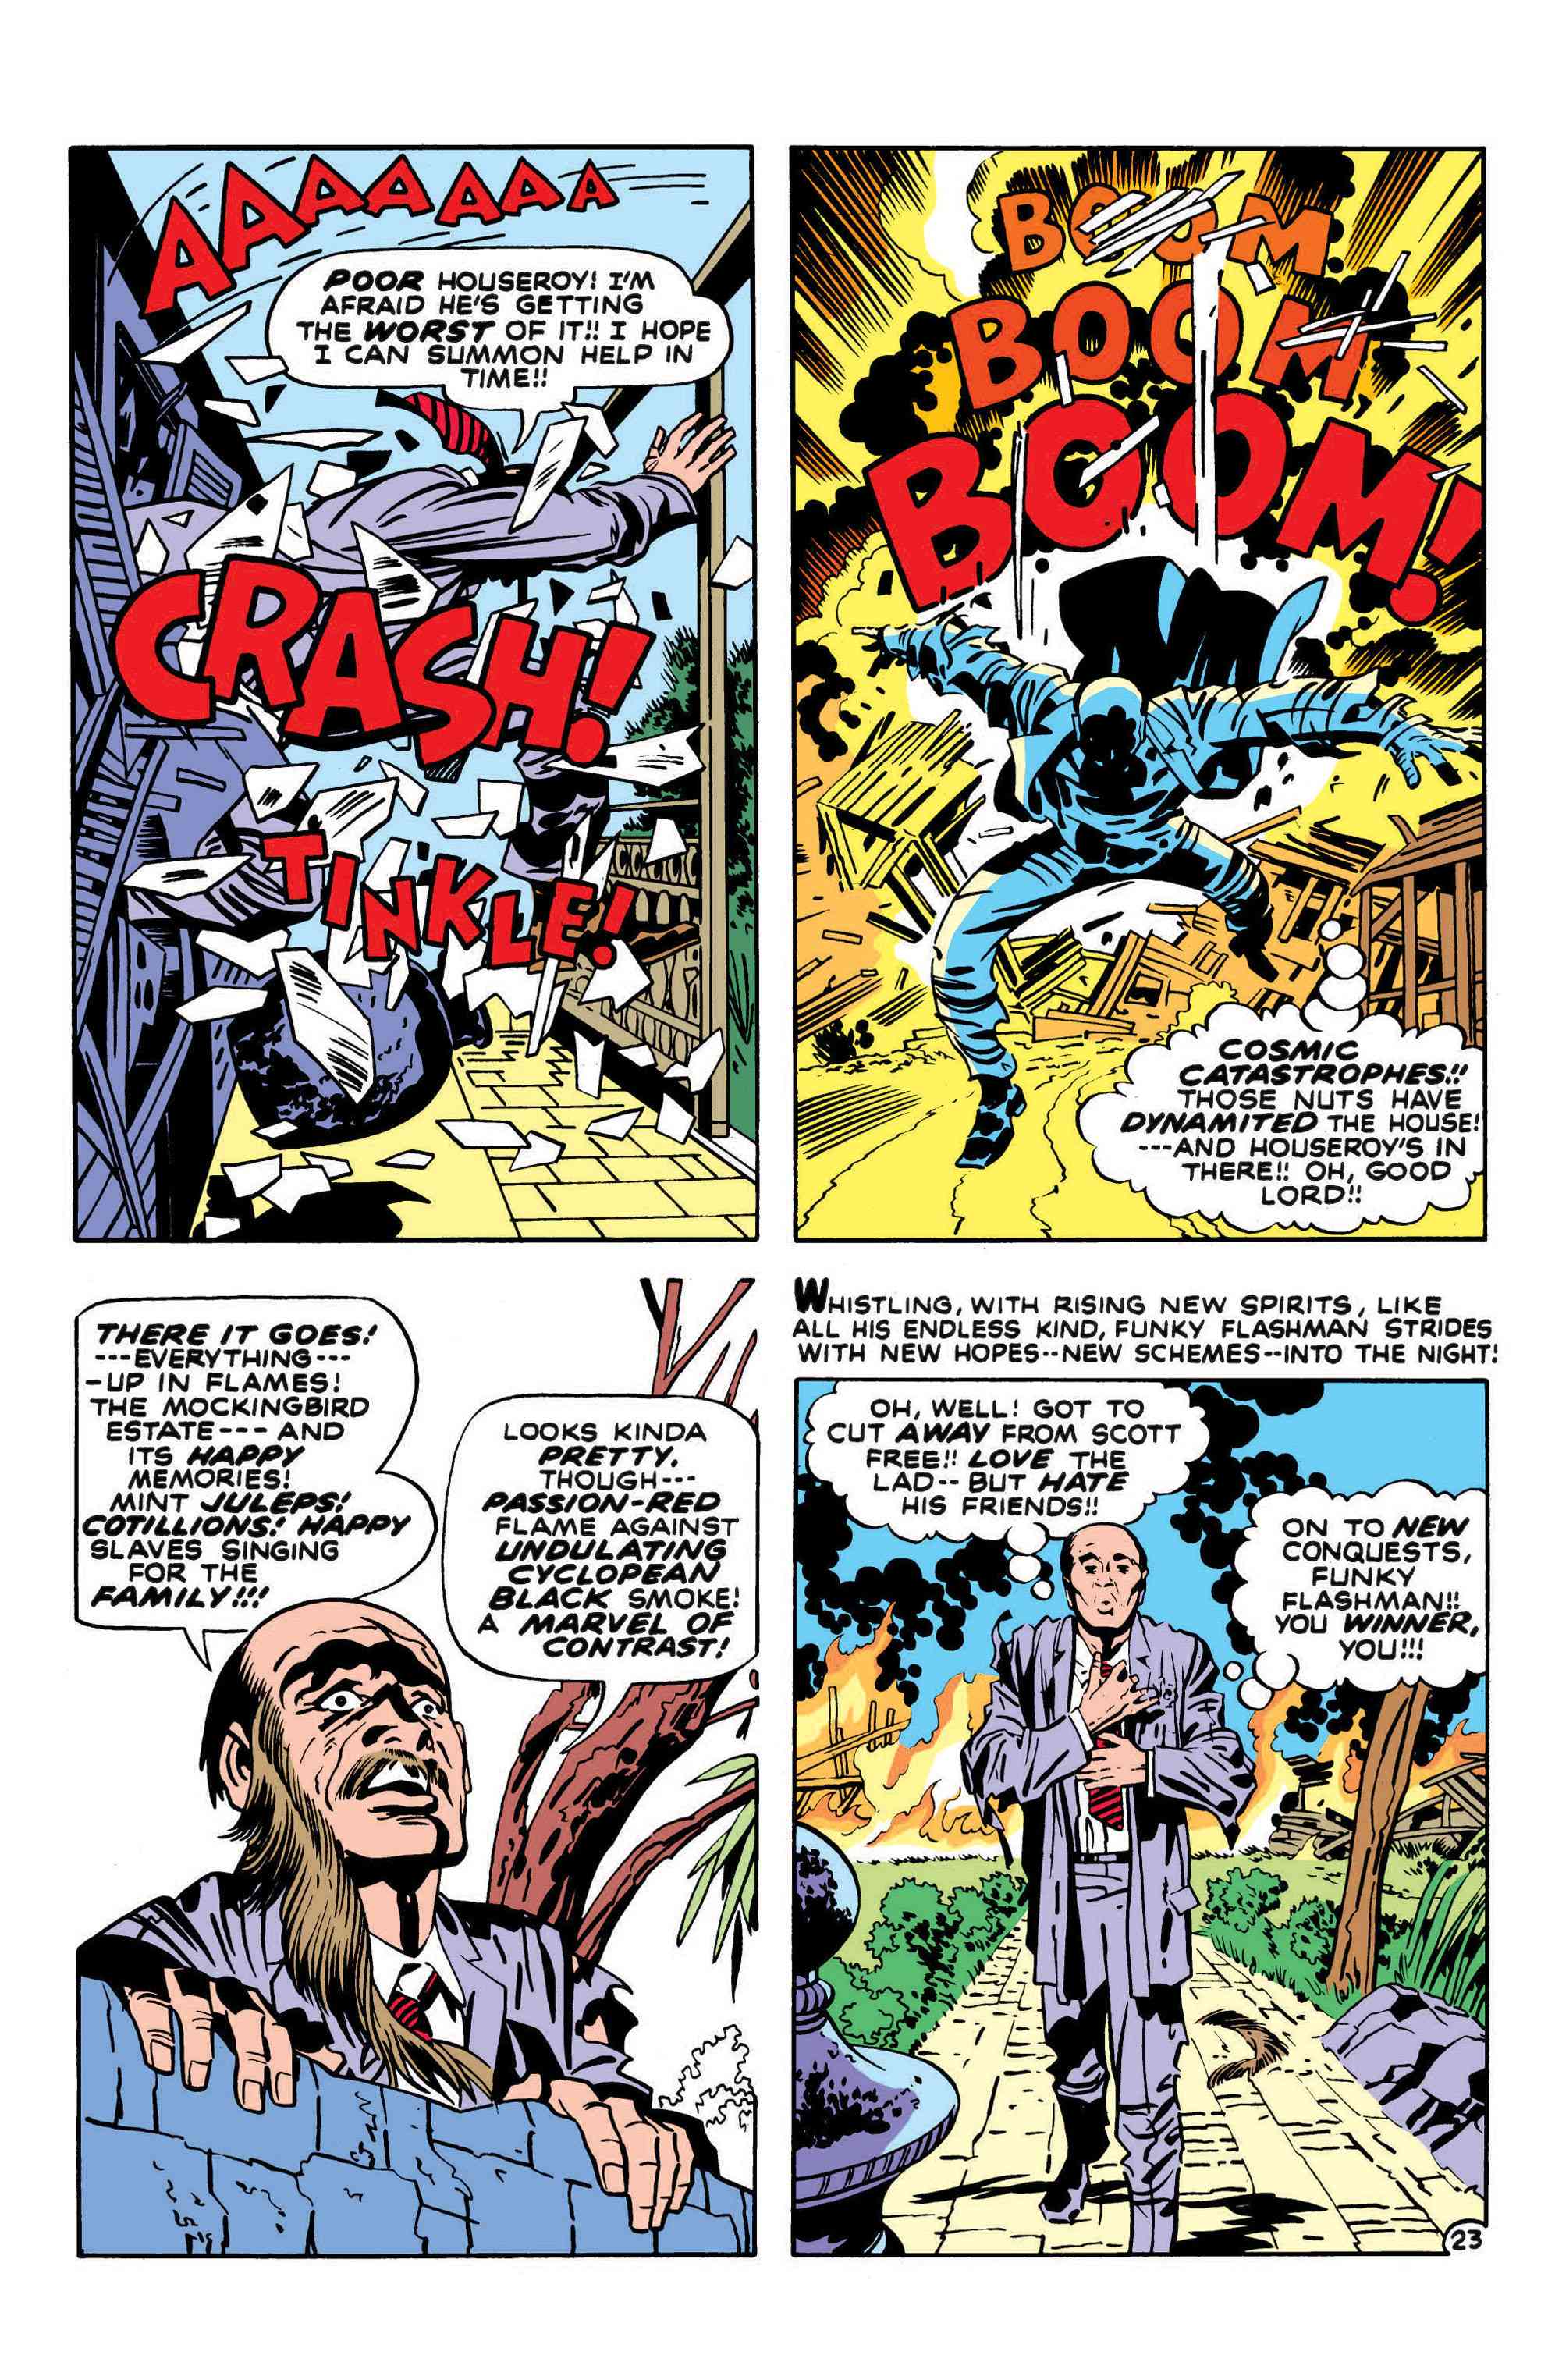 AAAAAAA
POOR HOUSEROY! I'M
AFRAID HE'S GETTING
THE WORST OF IT!! I HOPE
I CAN SUMMON HELP IN
TIME!!
CRASH!
TINKLE!
BOOM
BOOM,
BOOM!
COSMIC
CATASTROPHES!!
THOSE NUTS HAVE
DYNAMITED THE HOUSE!
---AND HOUSEROY'S IN
THERE!! OH, GOOD
LORD!!
THERE IT GOES!
---EVERYTHING---
-UP IN FLAMES!
THE MOCKINGBIRD
ESTATE---AND
ITS HAPPY
MEMORIES!
MINT JULEPS!
COTILLIONS! HAPPY
SLAVES SINGING
FOR THE
FAMILY!!!
LOOKS KINDA
PRETTY.
THOUGH---
PASSION-RED
FLAME AGAINST
UNDULATING
CYCLOPEAN
BLACK SMOKE!
A MARVEL OF
CONTRAST!
WHISTLING, WITH RISING NEW SPIRITS, LIKE
ALL HIS ENDLESS KIND, FUNKY FLASHMAN STRIDES
WITH NEW HOPES--NEW SCHEMES--INTO THE NIGHT!
OH, WELL! GOT TO
CUT AWAY FROM SCOTT
FREE!! LOVE THE
LAD--BUT HATE
HIS FRIENDS!!
ON TO NEW
CONQUESTS,
FUNKY
FLASHMAN!!
YOU WINNER,
YOU!!!
23